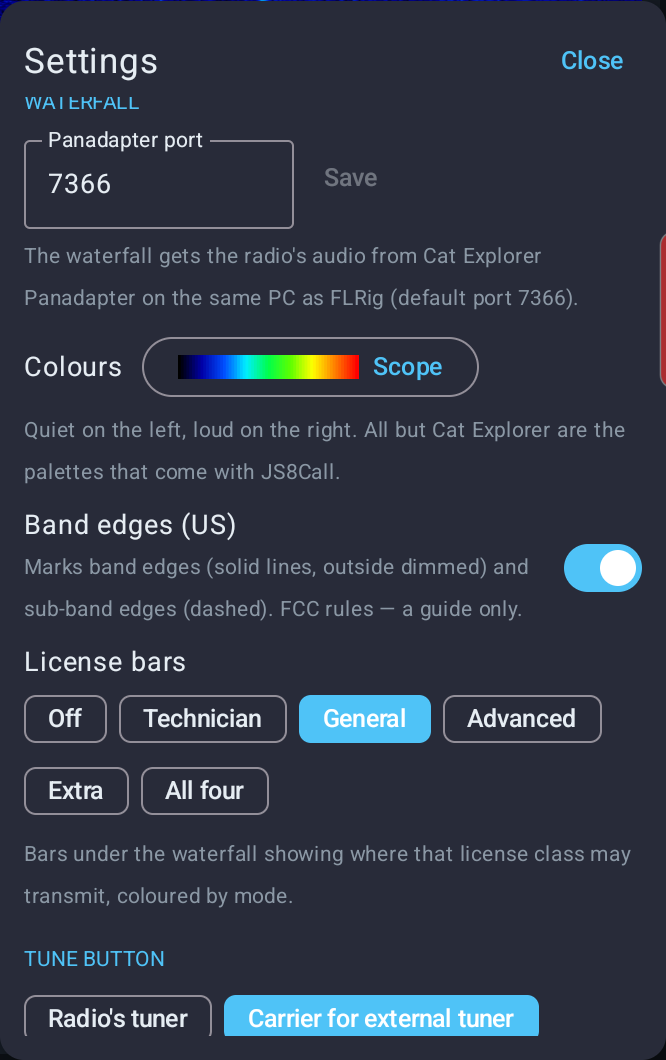 Settings
Close
WATERFALL
Panadapter port
7366
Save
The waterfall gets the radio's audio from Cat Explorer
Panadapter on the same PC as FLRig (default port 7366).
Colours
Scope
Quiet on the left, loud on the right. All but Cat Explorer are the
palettes that come with JS8Call.
Band edges (US)
Marks band edges (solid lines, outside dimmed) and
sub-band edges (dashed). FCC rules — a guide only.
License bars
Off
Technician
General
Advanced
Extra
All four
Bars under the waterfall showing where that license class may
transmit, coloured by mode.
TUNE BUTTON
Radio's tuner
Carrier for external tuner